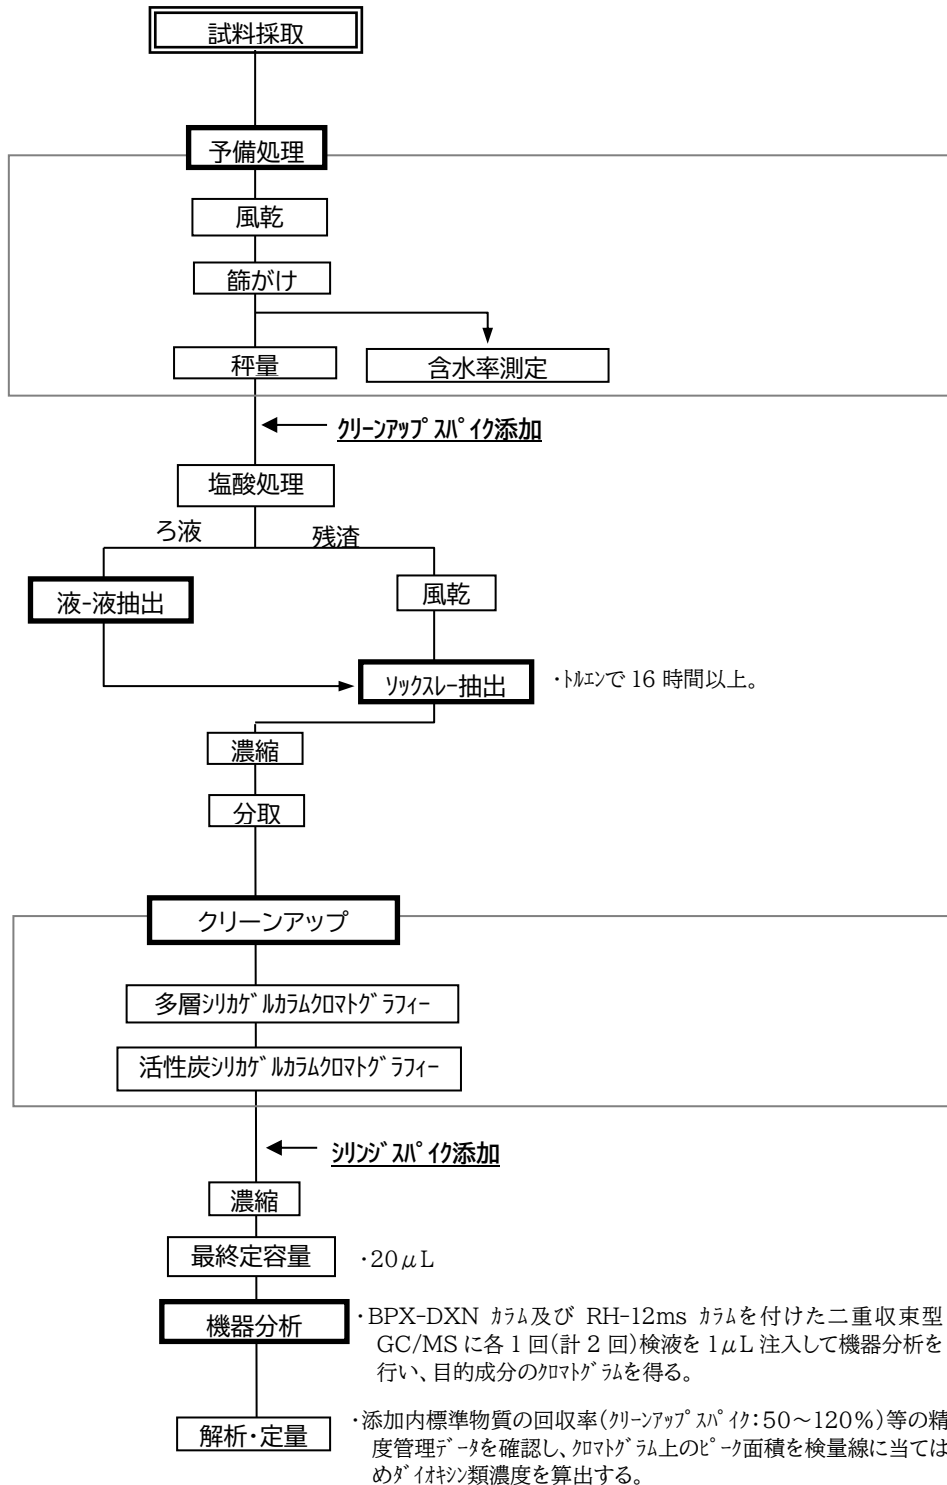 試料採取
予備処理
風乾
篩がけ
秤量
含水率測定
ｸﾘｰﾝｱｯﾌﾟｽﾊﾟｲｸ添加
塩酸処理
ろ液
残渣
液-液抽出
風乾
ｿｯｸｽﾚｰ抽出
・ﾄﾙｴﾝで 16 時間以上。
濃縮
分取
クリーンアップ
多層ｼﾘｶｹﾞﾙｶﾗﾑｸﾛﾏﾄｸﾞﾗﾌｨｰ
活性炭ｼﾘｶｹﾞﾙｶﾗﾑｸﾛﾏﾄｸﾞﾗﾌｨｰ
ｼﾘﾝｼﾞｽﾊﾟｲｸ添加
濃縮
最終定容量
・20μL
機器分析
・BPX-DXN ｶﾗﾑ及び RH-12ms ｶﾗﾑを付けた二重収束型
GC/MS に各 1 回(計 2 回)検液を 1μL 注入して機器分析を
行い、目的成分のｸﾛﾏﾄｸﾞﾗﾑを得る。
解析・定量
・添加内標準物質の回収率(ｸﾘｰﾝｱｯﾌﾟｽﾊﾟｲｸ:50～120%)等の精
度管理ﾃﾞｰﾀを確認し、ｸﾛﾏﾄｸﾞﾗﾑ上のﾋﾟｰｸ面積を検量線に当ては
めﾀﾞｲｵｷｼﾝ類濃度を算出する。